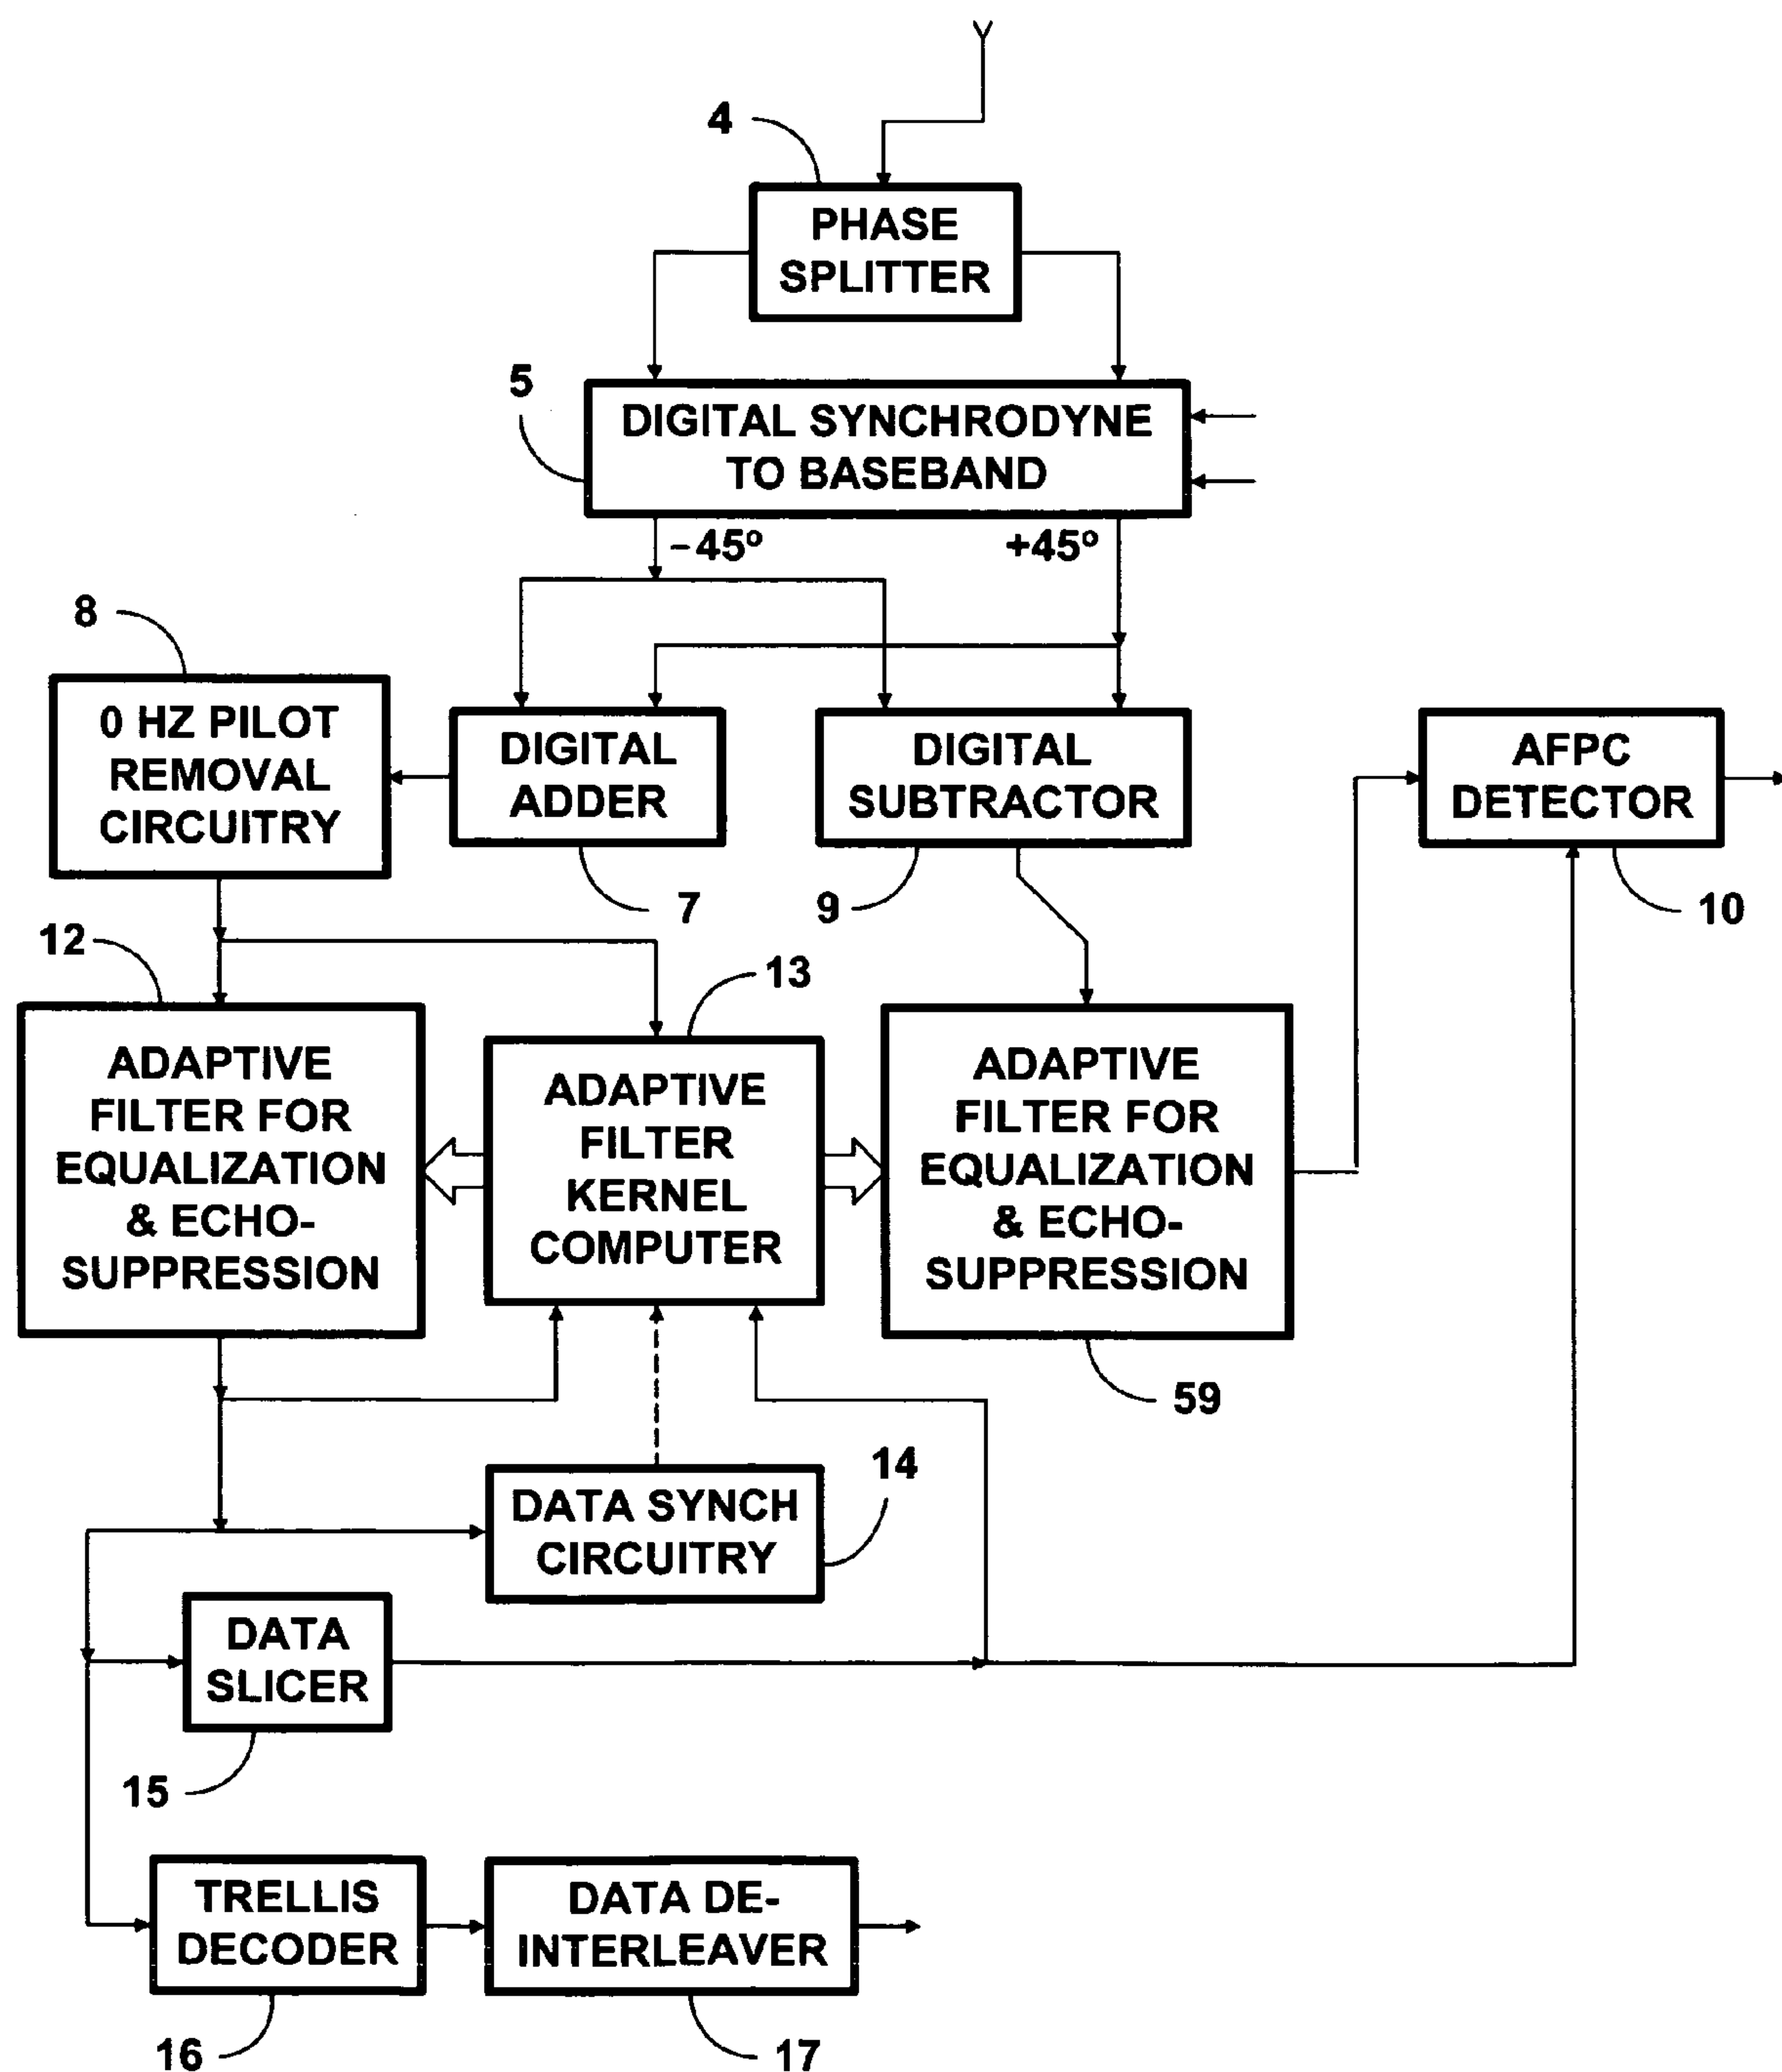 4
PHASE
SPLITTER
5
DIGITAL SYNCHRODYNE
TO BASEBAND
–45°
+45°
8
0 HZ PILOT
REMOVAL
CIRCUITRY
DIGITAL
ADDER
7
DIGITAL
SUBTRACTOR
9
AFPC
DETECTOR
10
12
ADAPTIVE
FILTER FOR
EQUALIZATION
& ECHO-
SUPPRESSION
13
ADAPTIVE
FILTER
KERNEL
COMPUTER
ADAPTIVE
FILTER FOR
EQUALIZATION
& ECHO-
SUPPRESSION
59
DATA SYNCH
CIRCUITRY
14
DATA
SLICER
15
TRELLIS
DECODER
16
DATA DE-
INTERLEAVER
17